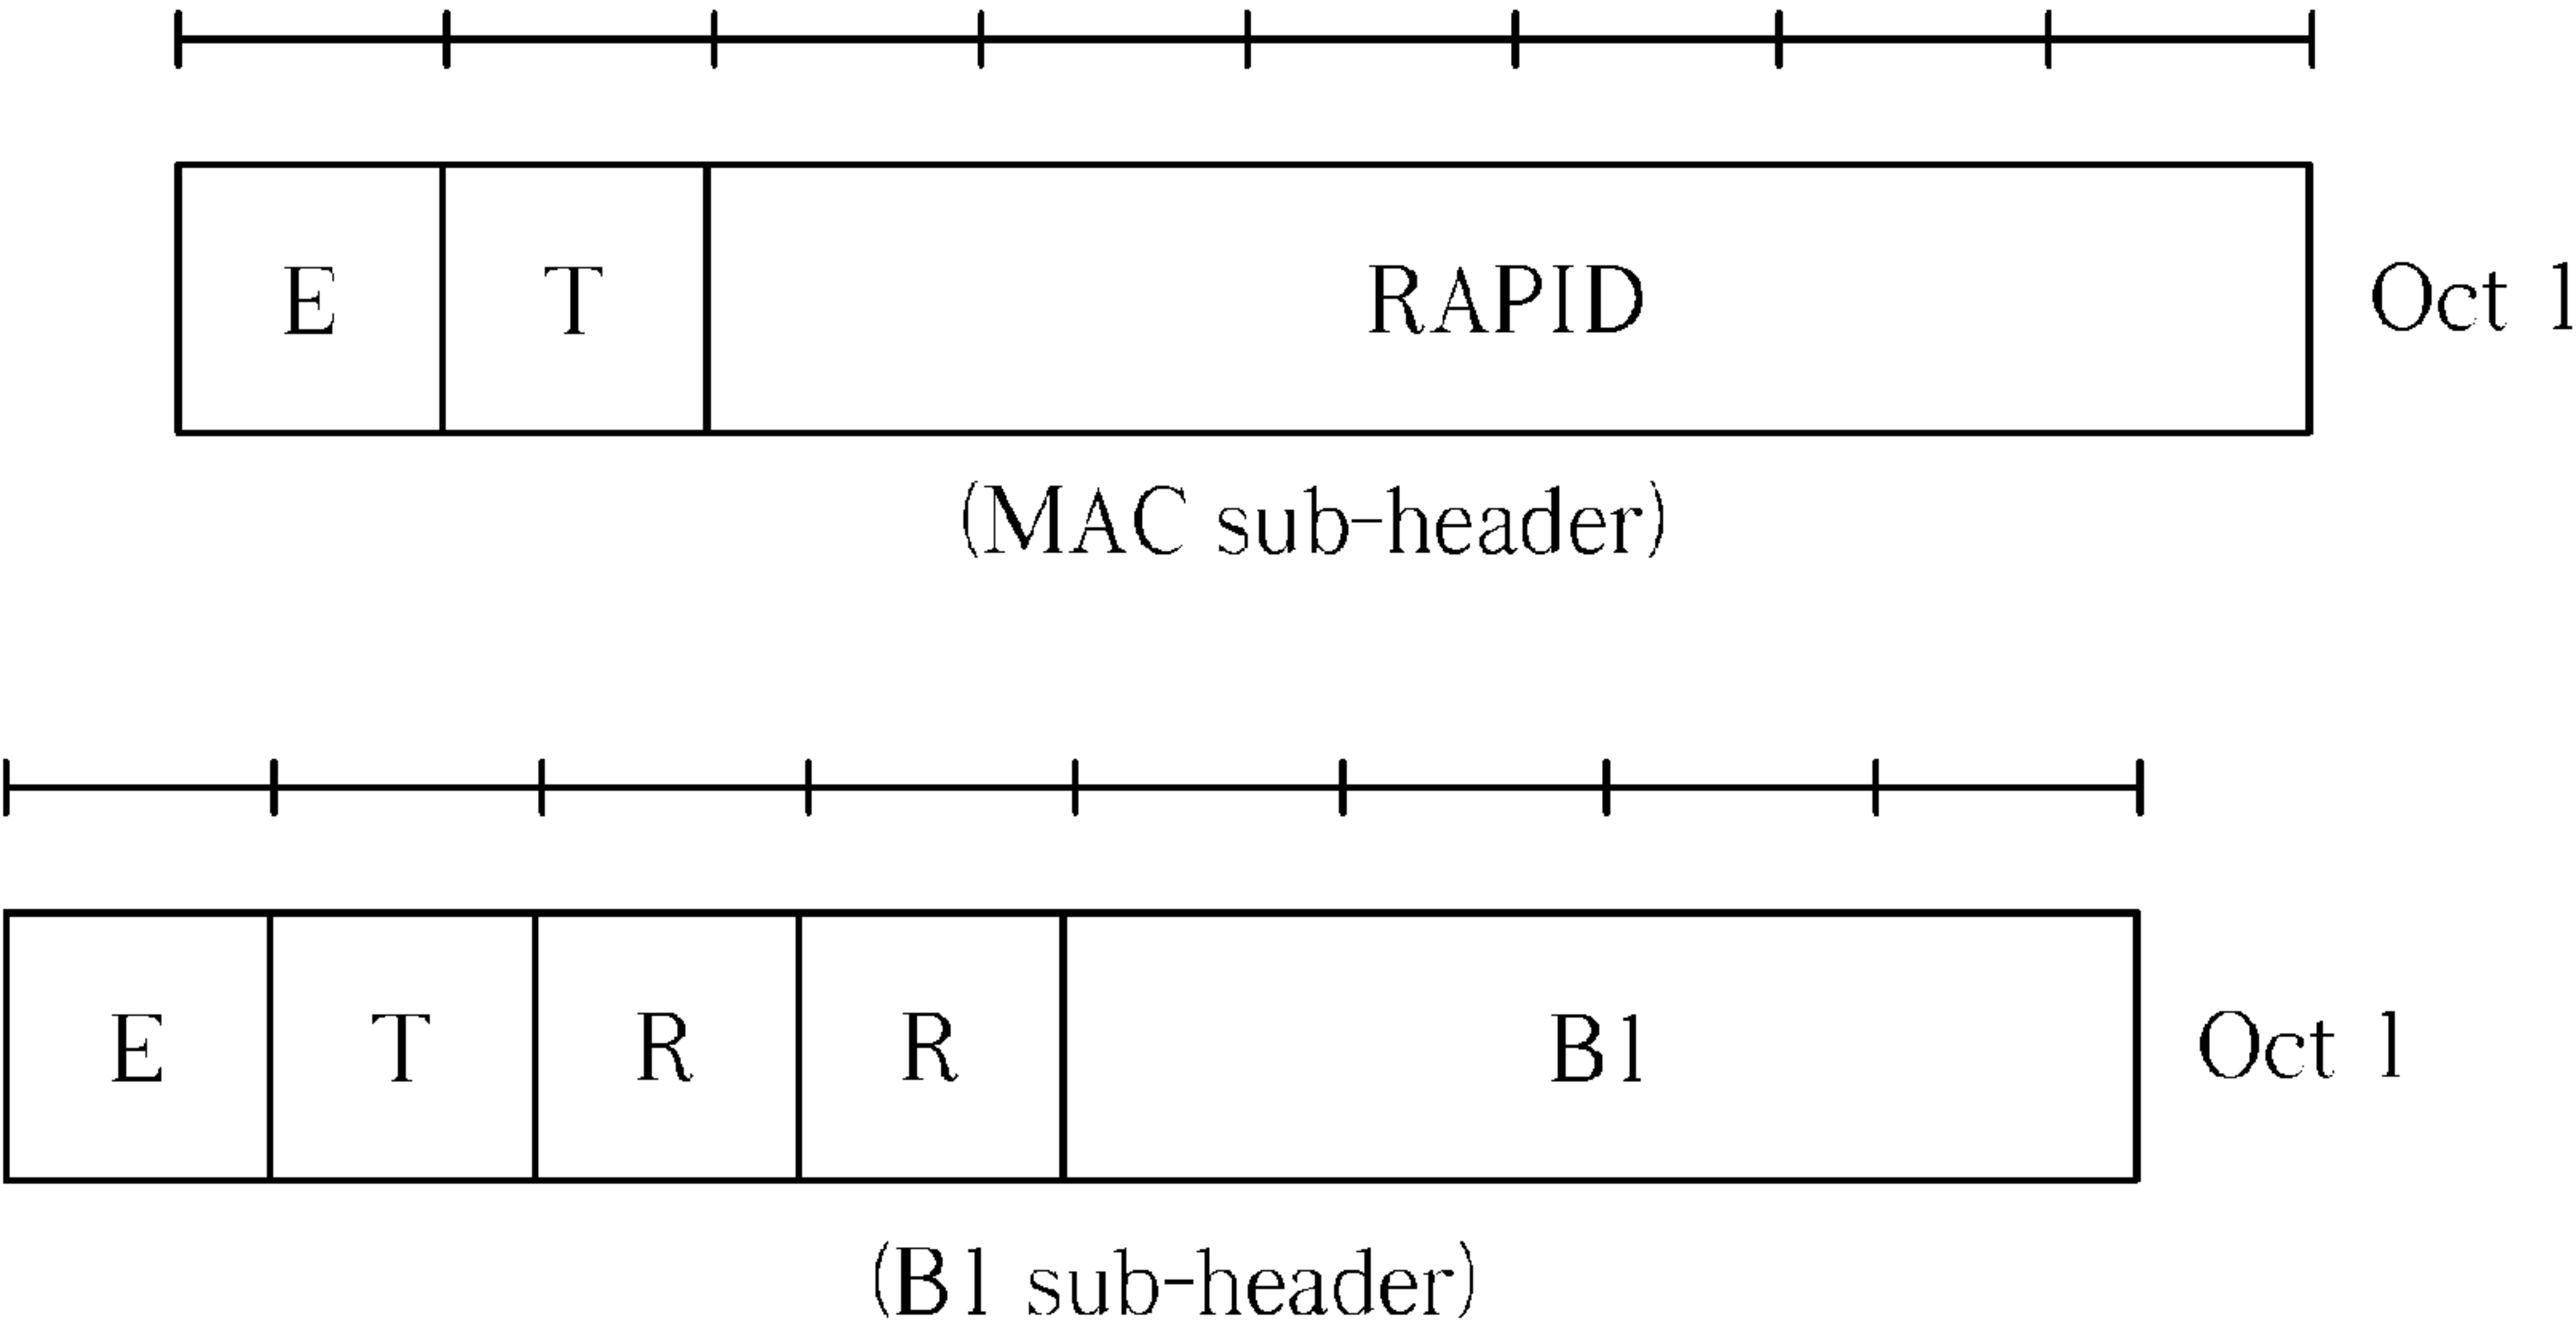 E T RAPID Oct 1
(MAC sub-header)
E T R R B1 Oct 1
(B1 sub-header)